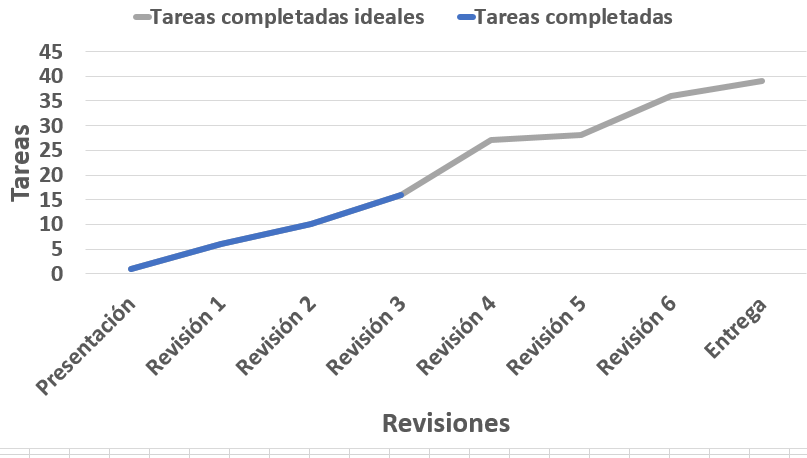 Tareas completadas ideales
Tareas completadas
45
40
35
30
25
20
15
10
5
0
Tareas
Presentación
Revisión 1
Revisión 2
Revisión 3
Revisión 4
Revisión 5
Revisión 6
Entrega
Revisiones